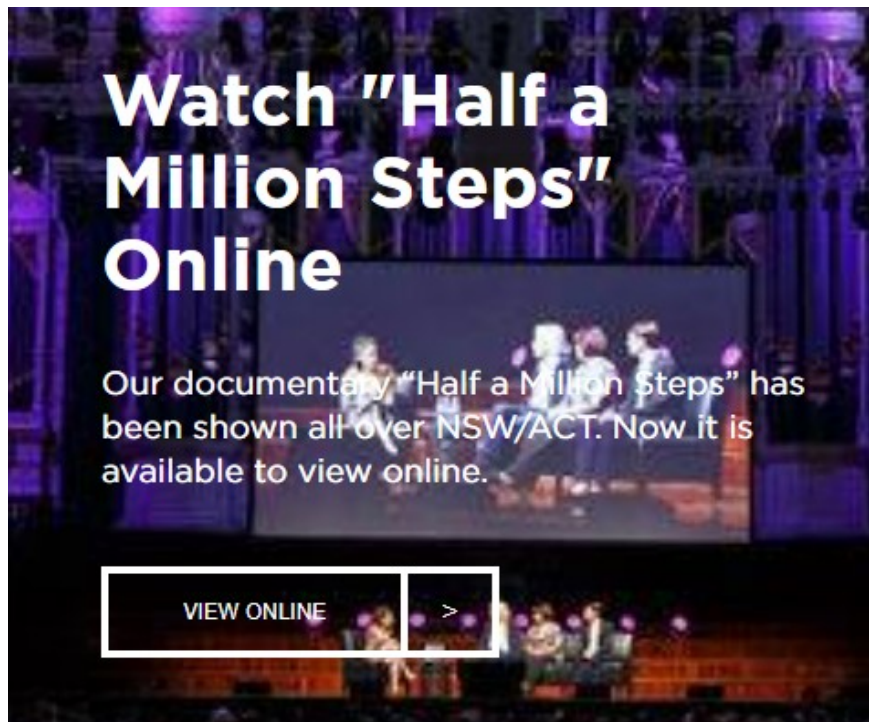 Watch "Half a
Million Steps"
Online
Our documentary “Half a Million Steps” has
been shown all over NSW/ACT. Now it is
available to view online.
VIEW ONLINE >